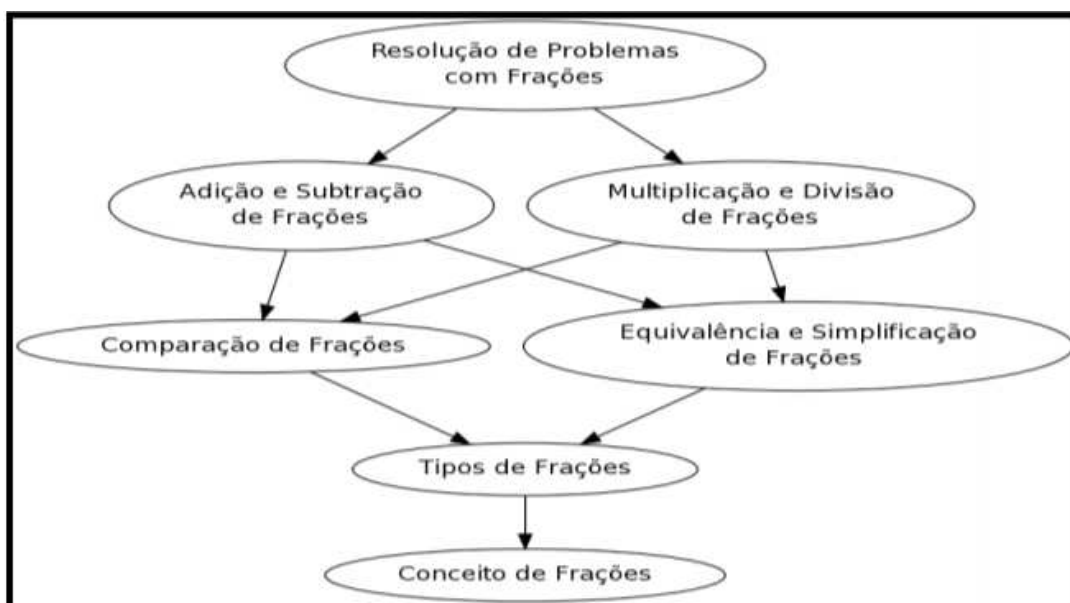 Resolução de Problemas
com Frações
Adição e Subtração
de Frações
Multiplicação e Divisão
de Frações
Comparação de Frações
Equivalência e Simplificação
de Frações
Tipos de Frações
Conceito de Frações